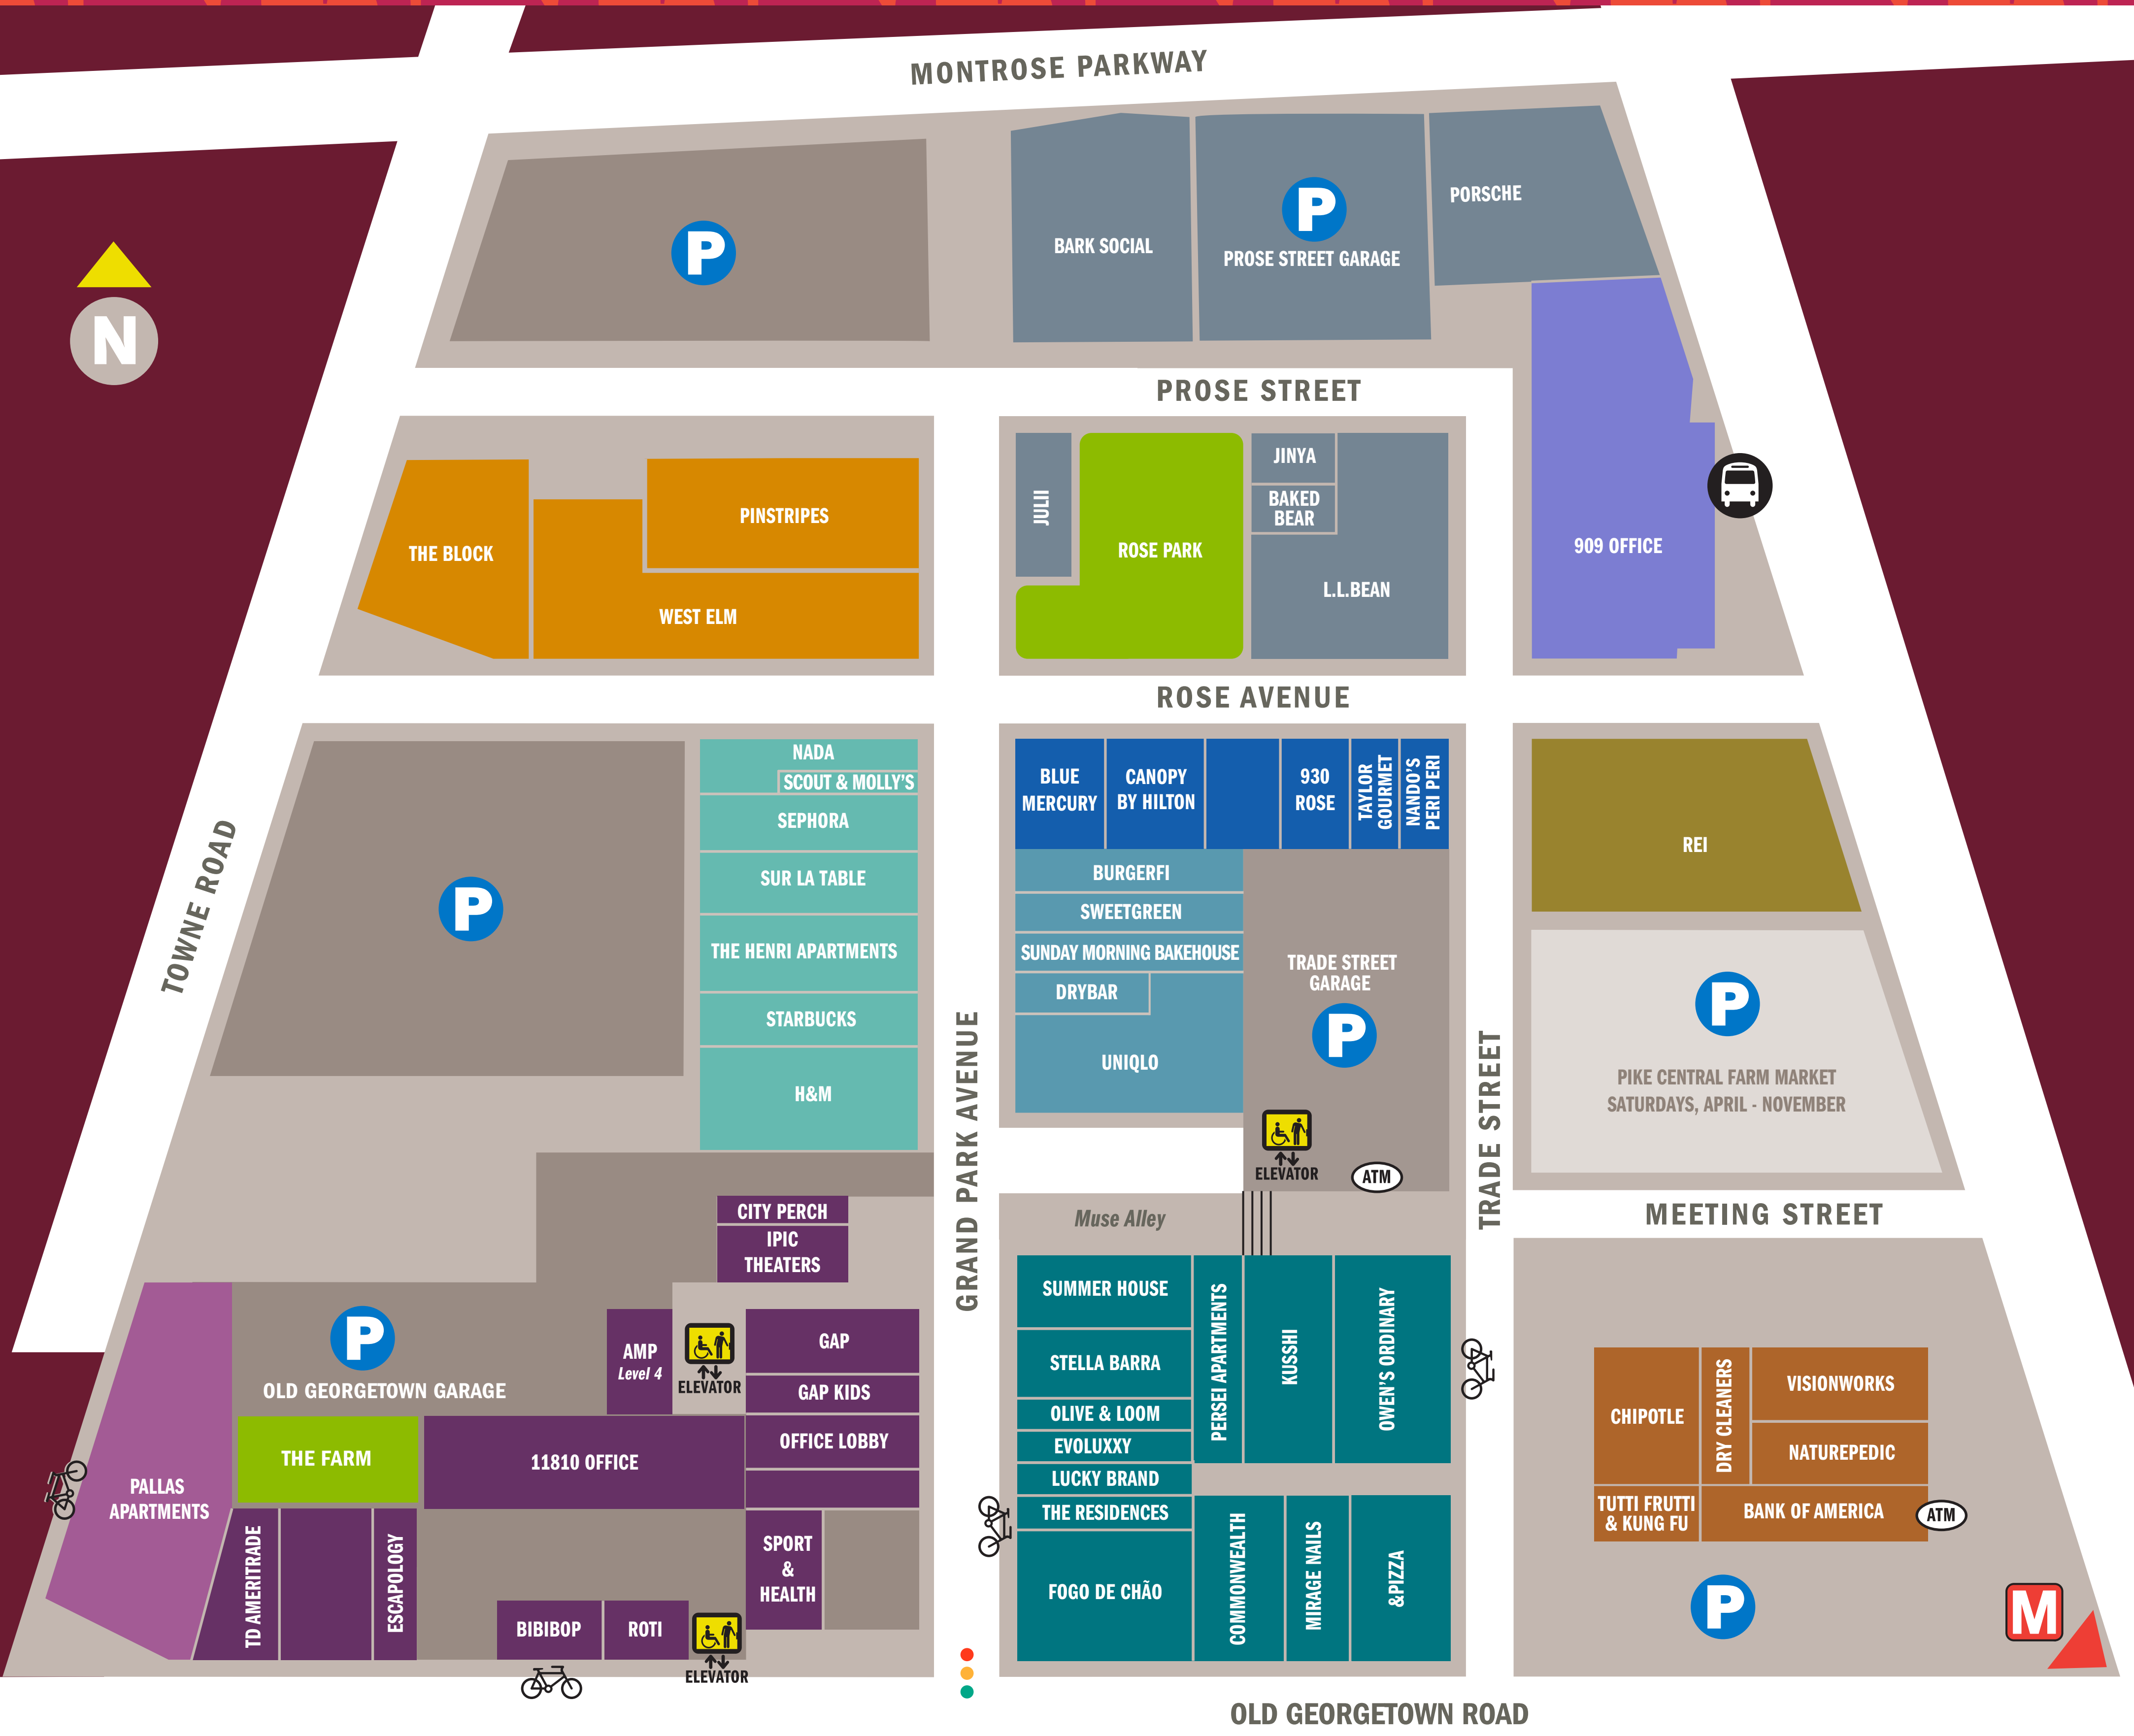 MONTROSE PARKWAY
P
BARK SOCIAL
P
PROSE STREET GARAGE
PORSCHE
N
PROSE STREET
THE BLOCK
PINSTRIPES
WEST ELM
JULII
ROSE PARK
JINYA
BAKED
BEAR
L.L.BEAN
909 OFFICE
ROSE AVENUE
TOWNE ROAD
P
NADA
SCOUT & MOLLY'S
SEPHORA
SUR LA TABLE
THE HENRI APARTMENTS
STARBUCKS
H&M
GRAND PARK AVENUE
BLUE
MERCURY
CANOPY
BY HILTON
930
ROSE
TAYLOR
GOURMET
NANDO'S
PERI PERI
BURGERFI
SWEETGREEN
SUNDAY MORNING BAKEHOUSE
DRYBAR
UNIQLO
TRADE STREET
GARAGE
P
ELEVATOR
ATM
TRADE STREET
REI
P
PIKE CENTRAL FARM MARKET
SATURDAYS, APRIL - NOVEMBER
MEETING STREET
Muse Alley
CITY PERCH
IPIC
THEATERS
P
OLD GEORGETOWN GARAGE
AMP
Level 4
ELEVATOR
GAP
GAP KIDS
OFFICE LOBBY
THE FARM
11810 OFFICE
PALLAS
APARTMENTS
TD AMERITRADE
ESCAPOLOGY
BIBIBOP
ROTI
ELEVATOR
SPORT
&
HEALTH
SUMMER HOUSE
STELLA BARRA
OLIVE & LOOM
EVOLUXXY
LUCKY BRAND
THE RESIDENCES
FOGO DE CHÃO
PERSEI APARTMENTS
KUSSHI
OWEN'S ORDINARY
COMMONWEALTH
MIRAGE NAILS
&PIZZA
CHIPOTLE
DRY CLEANERS
VISIONWORKS
NATUREPEDIC
TUTTI FRUTTI
& KUNG FU
BANK OF AMERICA
ATM
P
M
OLD GEORGETOWN ROAD